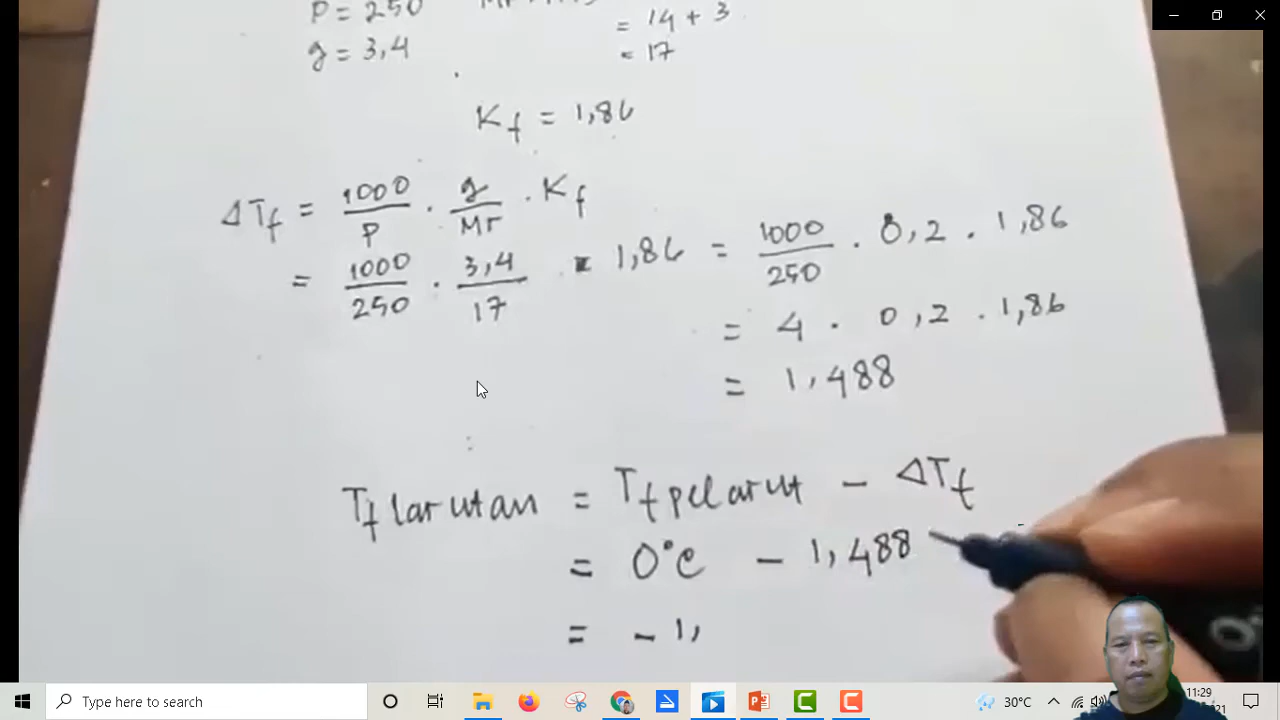 P = 250
= 14 + 3
g = 3,4
= 17
Kf = 1,86
ΔTf = 1000/P . g/Mr . Kf
= 1000/250 . 3,4/17 . 1,86 = 1000/250 . 0,2 . 1,86
= 4 . 0,2 . 1,86
= 1,488
Tf larutan = Tf pelarut - ΔTf
= 0°C - 1,488
= - 1,
Type here to search
30°C
11:29